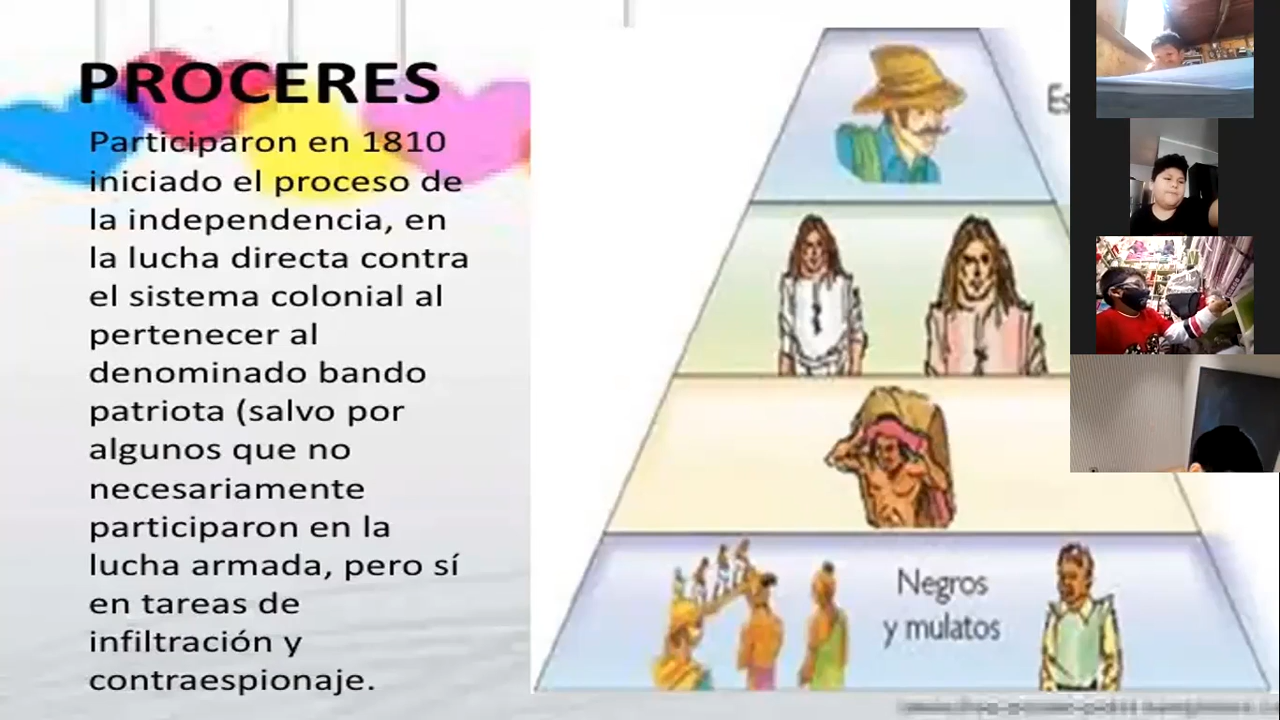 PROCERES
Participaron en 1810
iniciado el proceso de
la independencia, en
la lucha directa contra
el sistema colonial al
pertenecer al
denominado bando
patriota (salvo por
algunos que no
necesariamente
participaron en la
lucha armada, pero sí
en tareas de
infiltración y
contraespionaje.
Negros
y mulatos